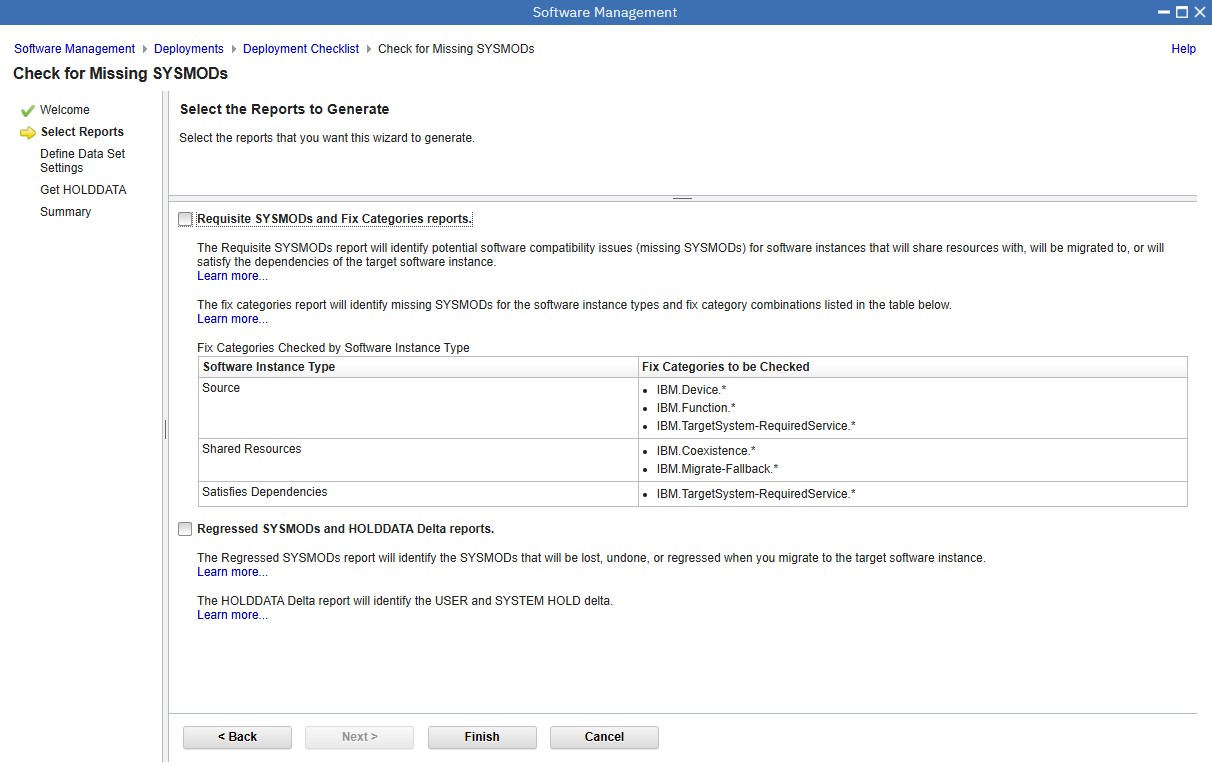 Software Management
Software Management Deployments Deployment Checklist Check for Missing SYSMODs
Help
Check for Missing SYSMODs
Welcome
Select Reports
Define Data Set
Settings
Get HOLDDATA
Summary
Select the Reports to Generate
Select the reports that you want this wizard to generate.
Requisite SYSMODs and Fix Categories reports.
The Requisite SYSMODs report will identify potential software compatibility issues (missing SYSMODs) for software instances that will share resources with, will be migrated to, or will
satisfy the dependencies of the target software instance.
Learn more...
The fix categories report will identify missing SYSMODs for the software instance types and fix category combinations listed in the table below.
Learn more...
Fix Categories Checked by Software Instance Type
Software Instance Type Fix Categories to be Checked
Source
• IBM.Device.*
• IBM.Function.*
• IBM.TargetSystem-RequiredService.*
Shared Resources
• IBM.Coexistence.*
• IBM.Migrate-Fallback.*
Satisfies Dependencies
• IBM.TargetSystem-RequiredService.*
Regressed SYSMODs and HOLDDATA Delta reports.
The Regressed SYSMODs report will identify the SYSMODs that will be lost, undone, or regressed when you migrate to the target software instance.
Learn more...
The HOLDDATA Delta report will identify the USER and SYSTEM HOLD delta.
Learn more...
< Back Next > Finish Cancel